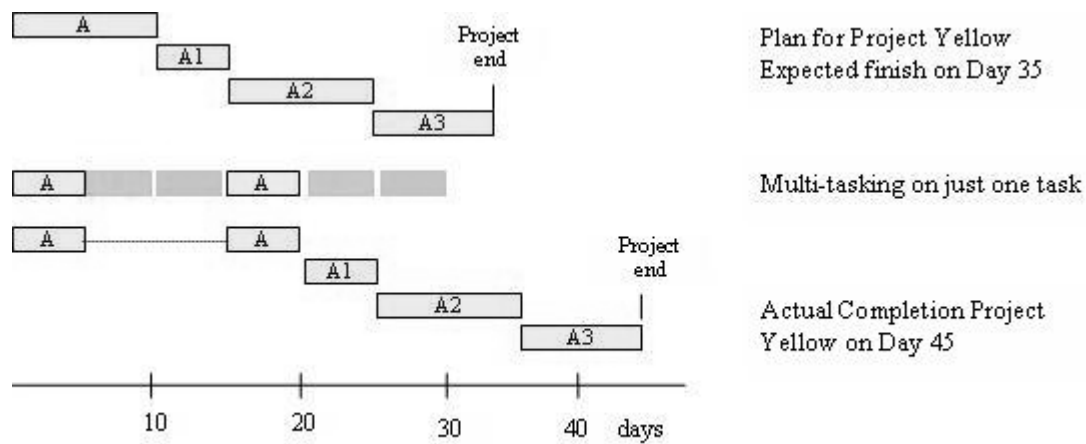 A
A1
A2
A3
Project
end
Plan for Project Yellow
Expected finish on Day 35
A
A
Multi-tasking on just one task
A
A
A1
A2
A3
Project
end
Actual Completion Project
Yellow on Day 45
10
20
30
40
days